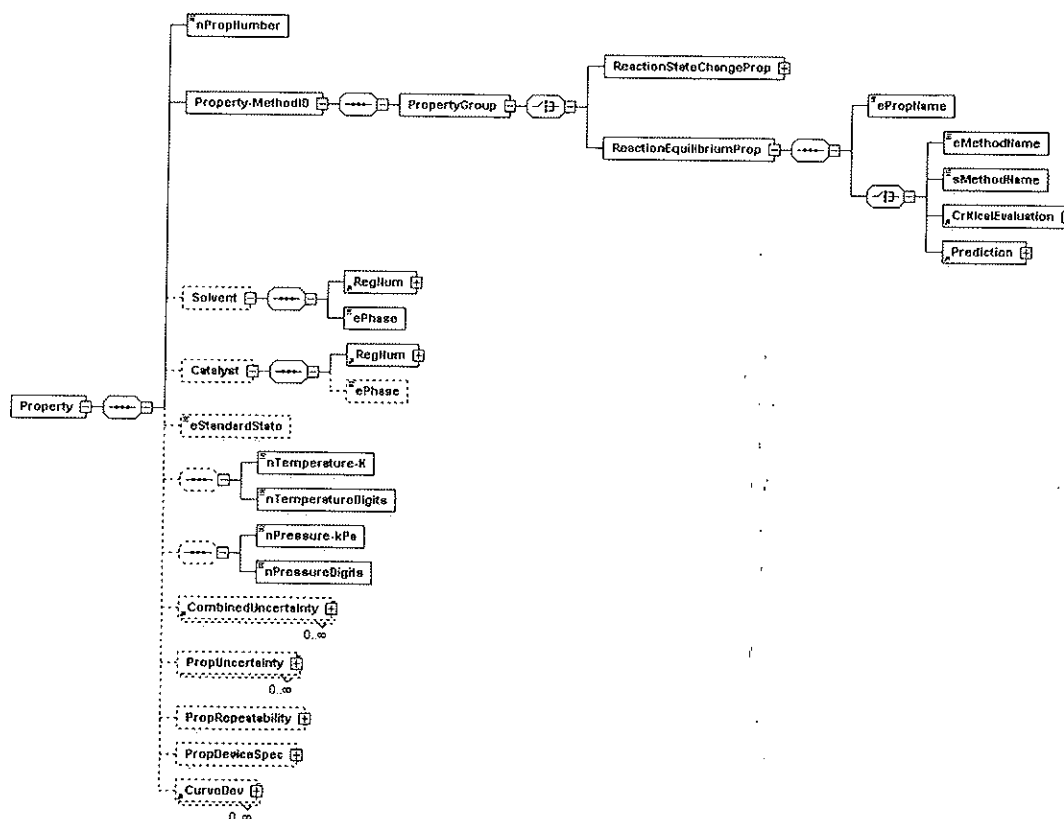 nPropNumber
ReactionStateChangeProp
ePropName
Property-MethodID
PropertyGroup
eMethodName
ReactionEquilibriumProp
sMethodName
CriticalEvaluation
Prediction
RegNum
Solvent
ePhase
RegNum
Catalyst
ePhase
Property
eStandardState
nTemperature-K
nTemperatureDigits
nPressure-kPa
nPressureDigits
CombinedUncertainty
0..∞
PropUncertainty
0..∞
PropRepeatability
PropDeviceSpec
CurveDev
0..∞